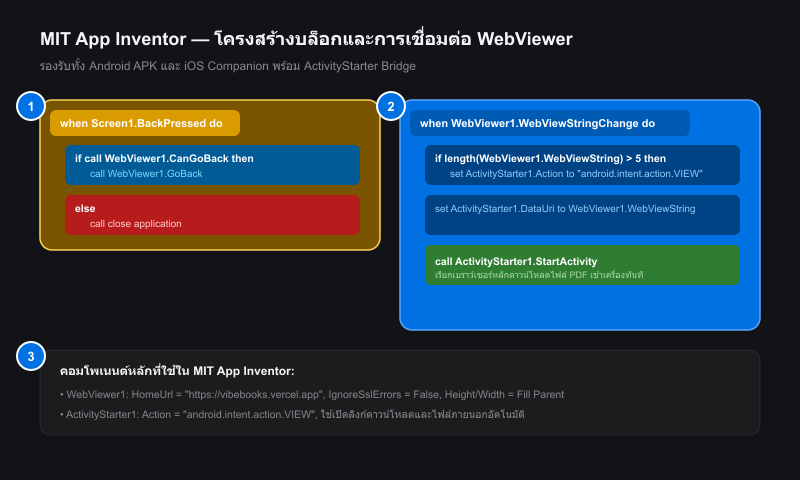 MIT App Inventor — โครงสร้างบล็อกและการเชื่อมต่อ WebViewer
รองรับทั้ง Android APK และ iOS Companion พร้อม ActivityStarter Bridge
1
when Screen1.BackPressed do
if call WebViewer1.CanGoBack then
call WebViewer1.GoBack
else
call close application
2
when WebViewer1.WebViewStringChange do
if length(WebViewer1.WebViewString) > 5 then
set ActivityStarter1.Action to "android.intent.action.VIEW"
set ActivityStarter1.DataUri to WebViewer1.WebViewString
call ActivityStarter1.StartActivity
เรียกเบราว์เซอร์หลักดาวน์โหลดไฟล์ PDF เข้าเครื่องทันที
3
คอมโพเนนต์หลักที่ใช้ใน MIT App Inventor:
• WebViewer1: HomeUrl = "https://vibebooks.vercel.app", IgnoreSslErrors = False, Height/Width = Fill Parent
• ActivityStarter1: Action = "android.intent.action.VIEW", ใช้เปิดลิงก์ดาวน์โหลดและไฟล์ภายนอกอัตโนมัติ